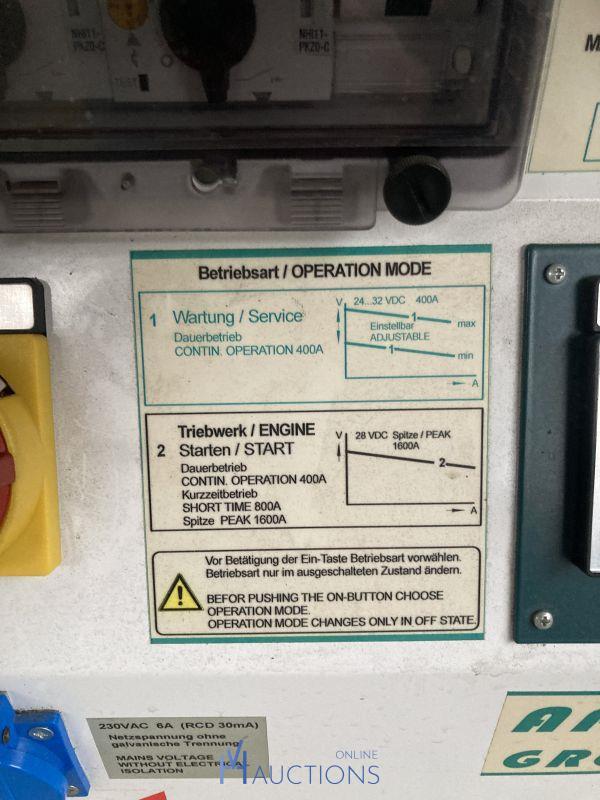 NHI11-
PKZ0-C
NHI11-
PKZ0-C
TEST
M
Betriebsart / OPERATION MODE
1 Wartung / Service
Dauerbetrieb
CONTIN. OPERATION 400A
V 24...32 VDC 400A
1
max
Einstellbar
ADJUSTABLE
1
min
A
Triebwerk / ENGINE
2 Starten / START
Dauerbetrieb
CONTIN. OPERATION 400A
Kurzzeitbetrieb
SHORT TIME 800A
Spitze PEAK 1600A
V 28 VDC Spitze / PEAK
1600A
2
A
Vor Betätigung der Ein-Taste Betriebsart vorwählen.
Betriebsart nur im ausgeschalteten Zustand ändern.
BEFOR PUSHING THE ON-BUTTON CHOOSE
OPERATION MODE.
OPERATION MODE CHANGES ONLY IN OFF STATE.
230VAC 6A (RCD 30mA)
Netzspannung ohne
galvanische Trennung
MAINS VOLTAGE
WITHOUT ELECTRICAL
ISOLATION
ONLINE
AUCTIONS
GR